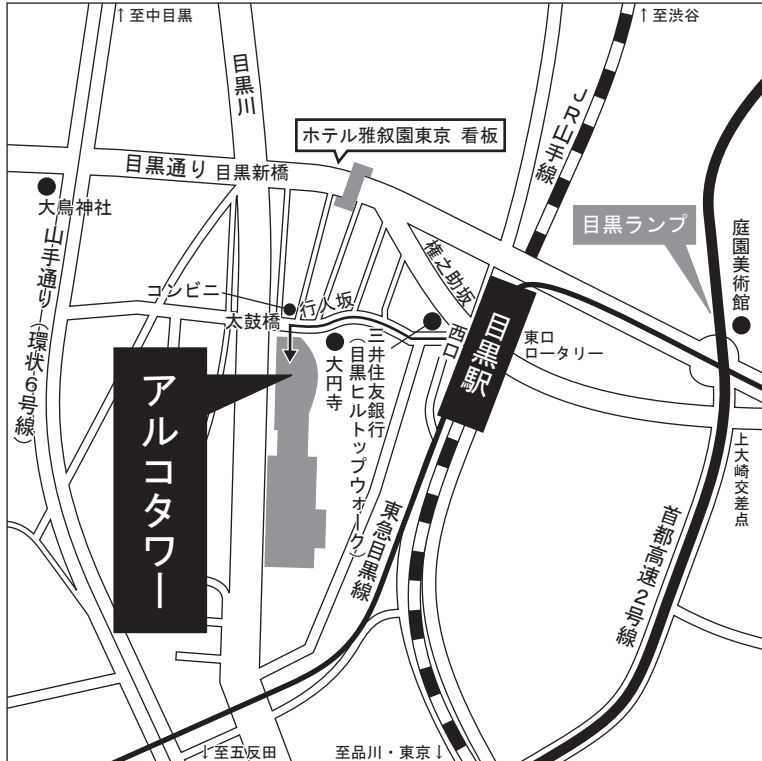 ↑至中目黒
↑至渋谷
目黒川
JR山手線
ホテル雅叙園東京 看板
目黒通り
目黒新橋
大鳥神社
目黒ランプ
庭園美術館
山手通り(環状6号線)
権之助坂
コンビニ
行人坂
太鼓橋
西口
目黒駅
東口
ロータリー
三井住友銀行
(目黒ヒルトップウォーク)
大円寺
アルコタワー
上大崎交差点
東急目黒線
首都高速2号線
↓至五反田
至品川・東京↓